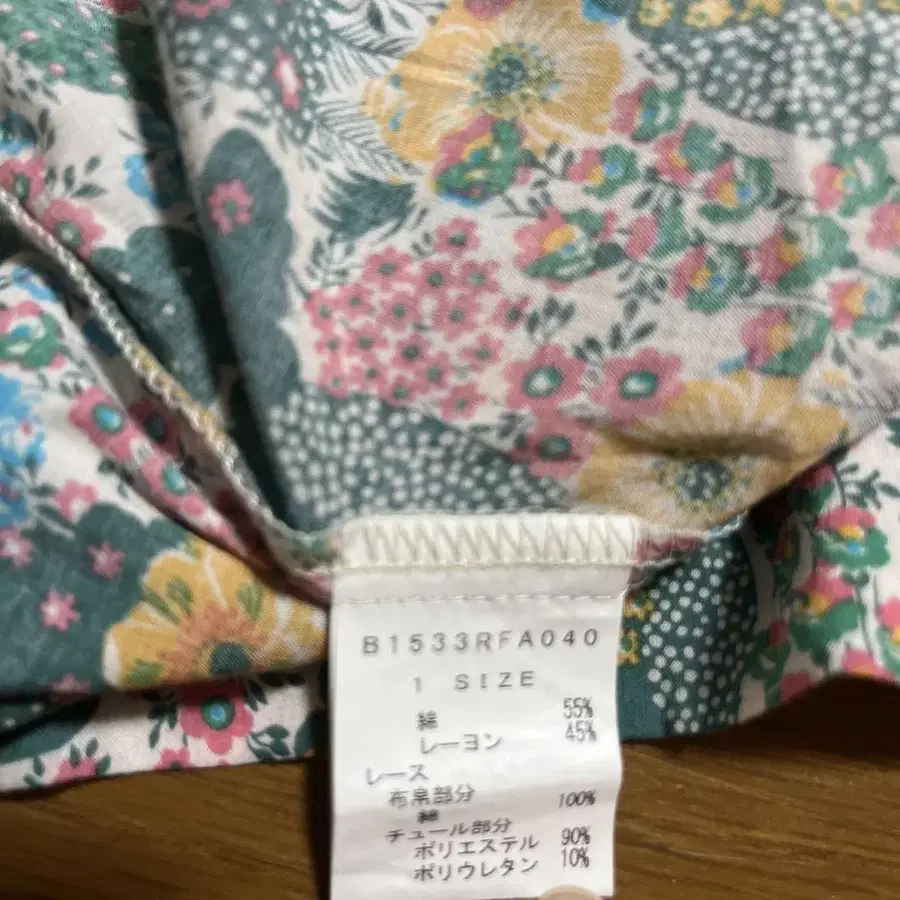 B1533RFA040
1 SIZE
綿 55%
レーヨン 45%
レース
布帛部分
綿 100%
チュール部分
ポリエステル 90%
ポリウレタン 10%